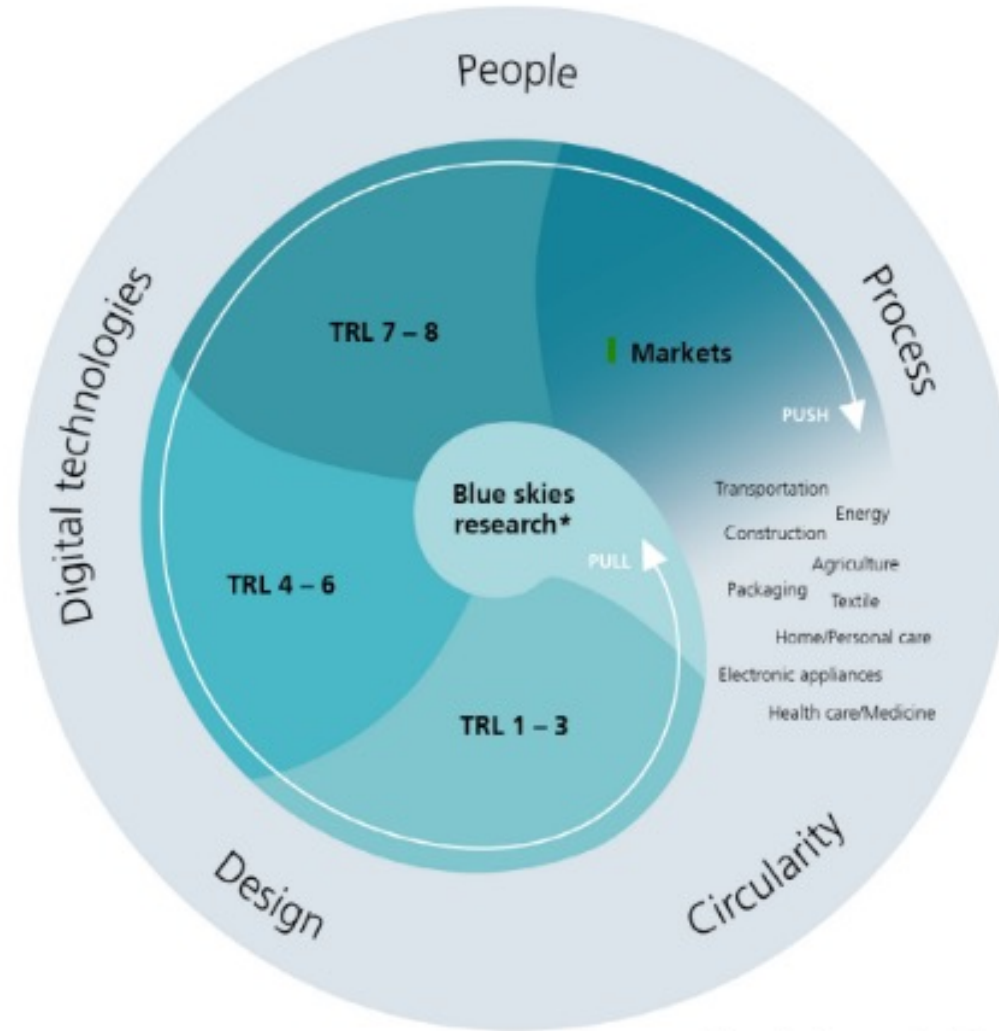 People
Process
Digital technologies
TRL 7 – 8
Markets
PUSH
Blue skies
research*
PULL
Transportation
Energy
Construction
Agriculture
Packaging
Textile
Home/Personal care
Electronic appliances
Health care/Medicine
TRL 4 – 6
TRL 1 – 3
Design
Circularity